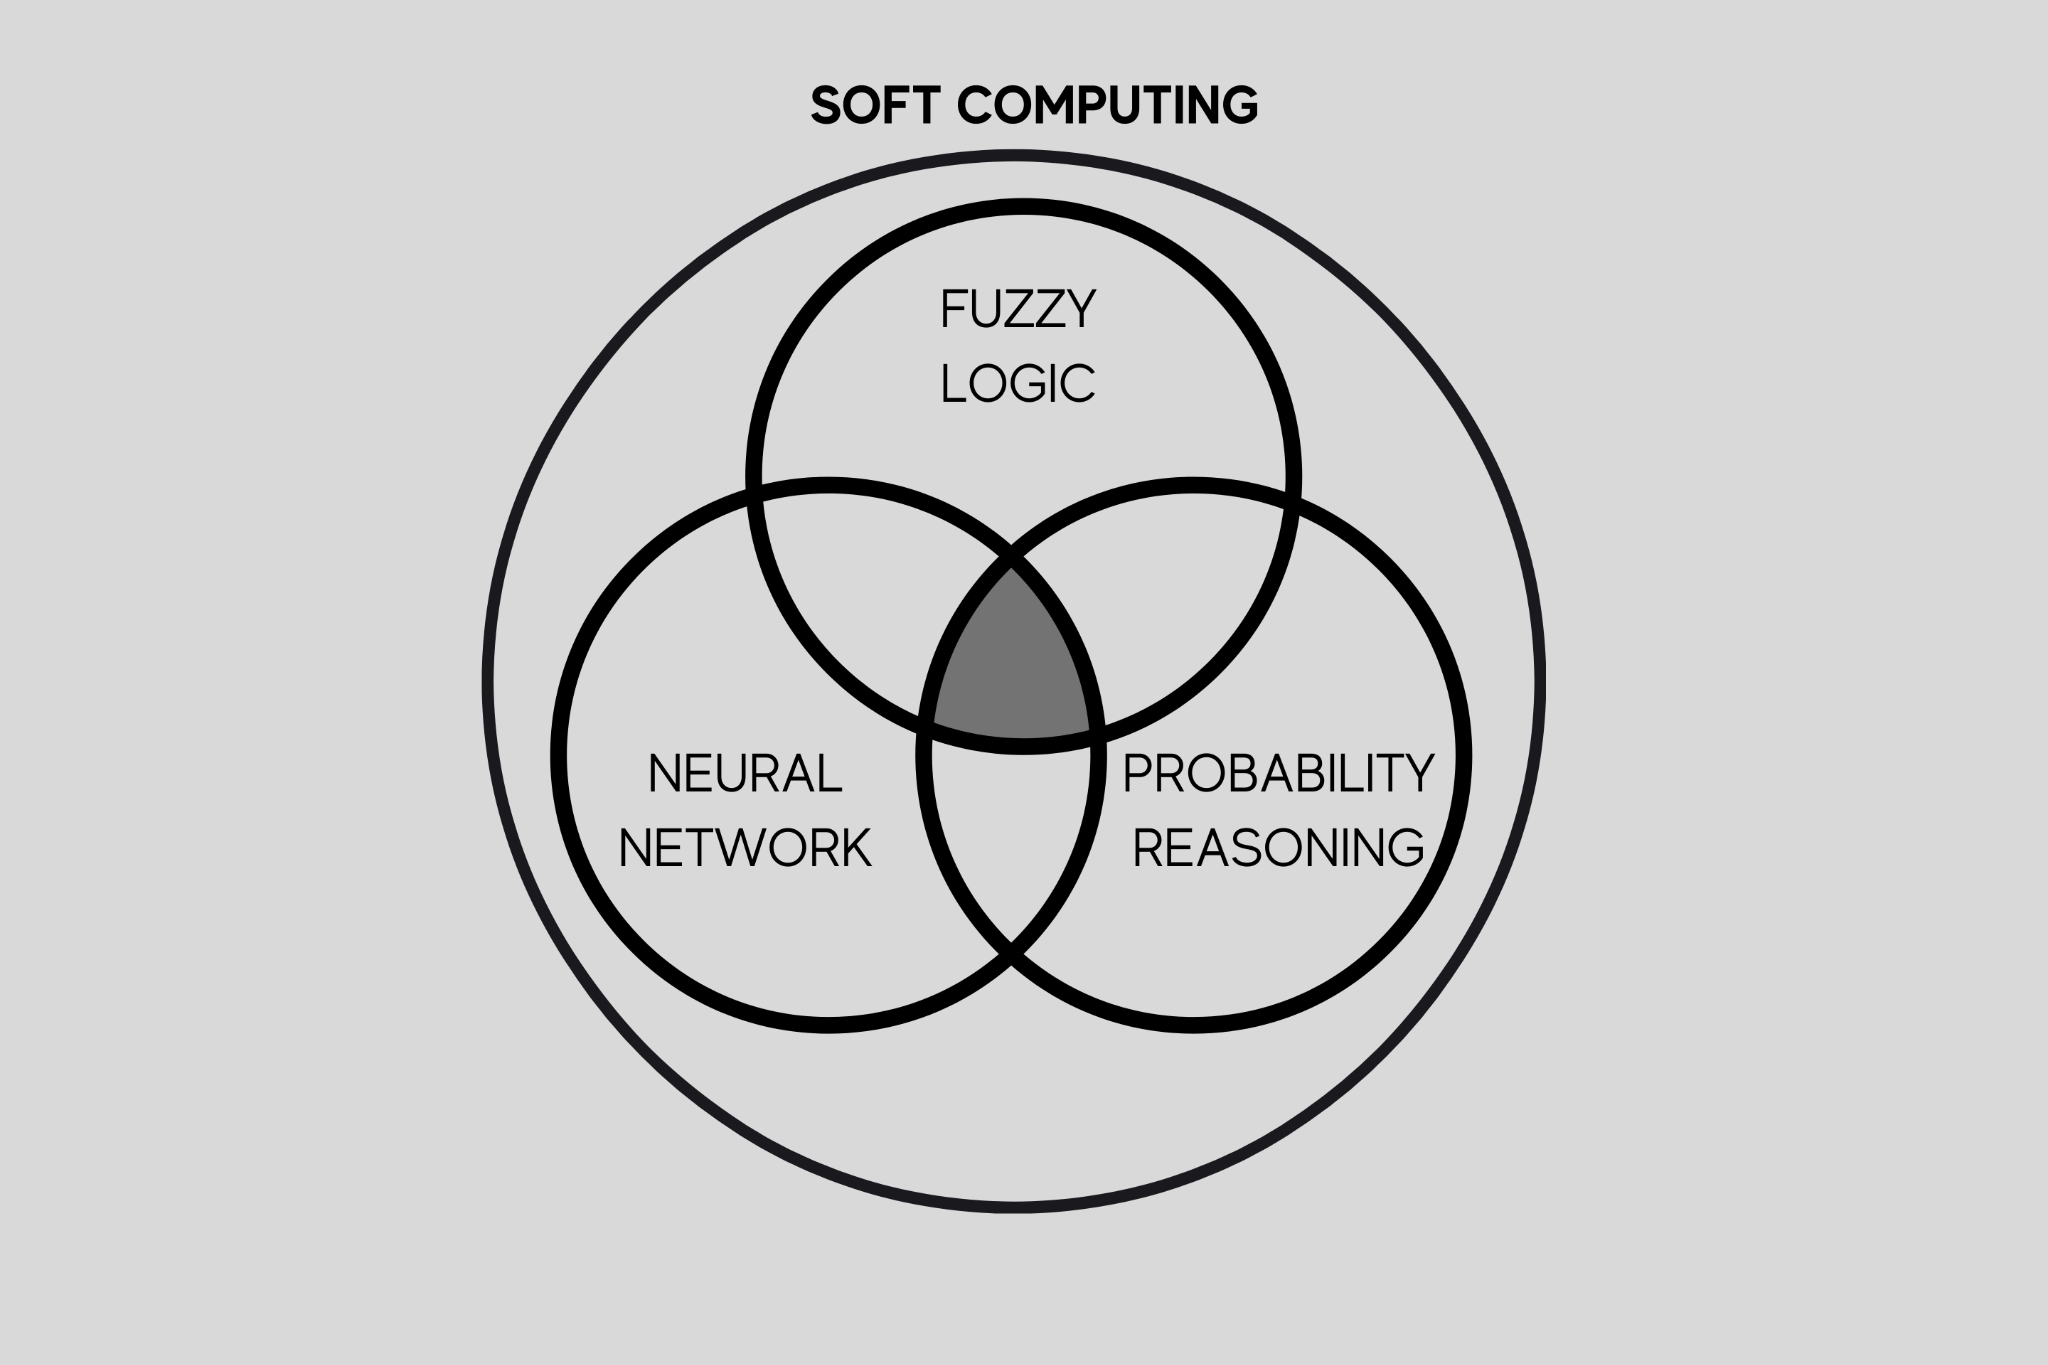 SOFT COMPUTING
FUZZY
LOGIC
NEURAL
NETWORK
PROBABILITY
REASONING